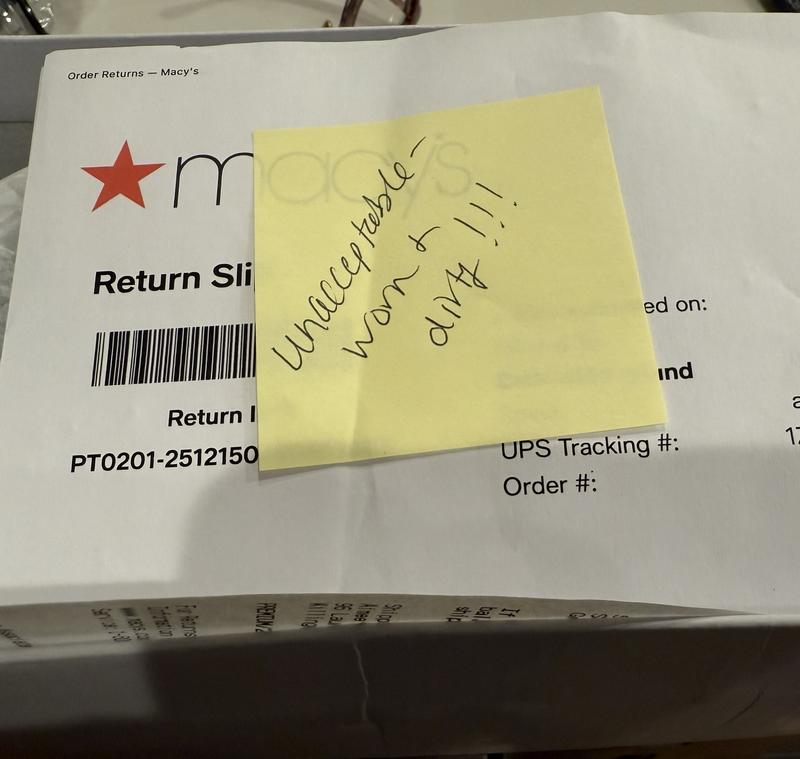 Order Returns — Macy's
macy's
Unacceptable –
worn &
dirty !!!
Return Sli
ed on:
und
Return I
PT0201-2512150
UPS Tracking #:
Order #: